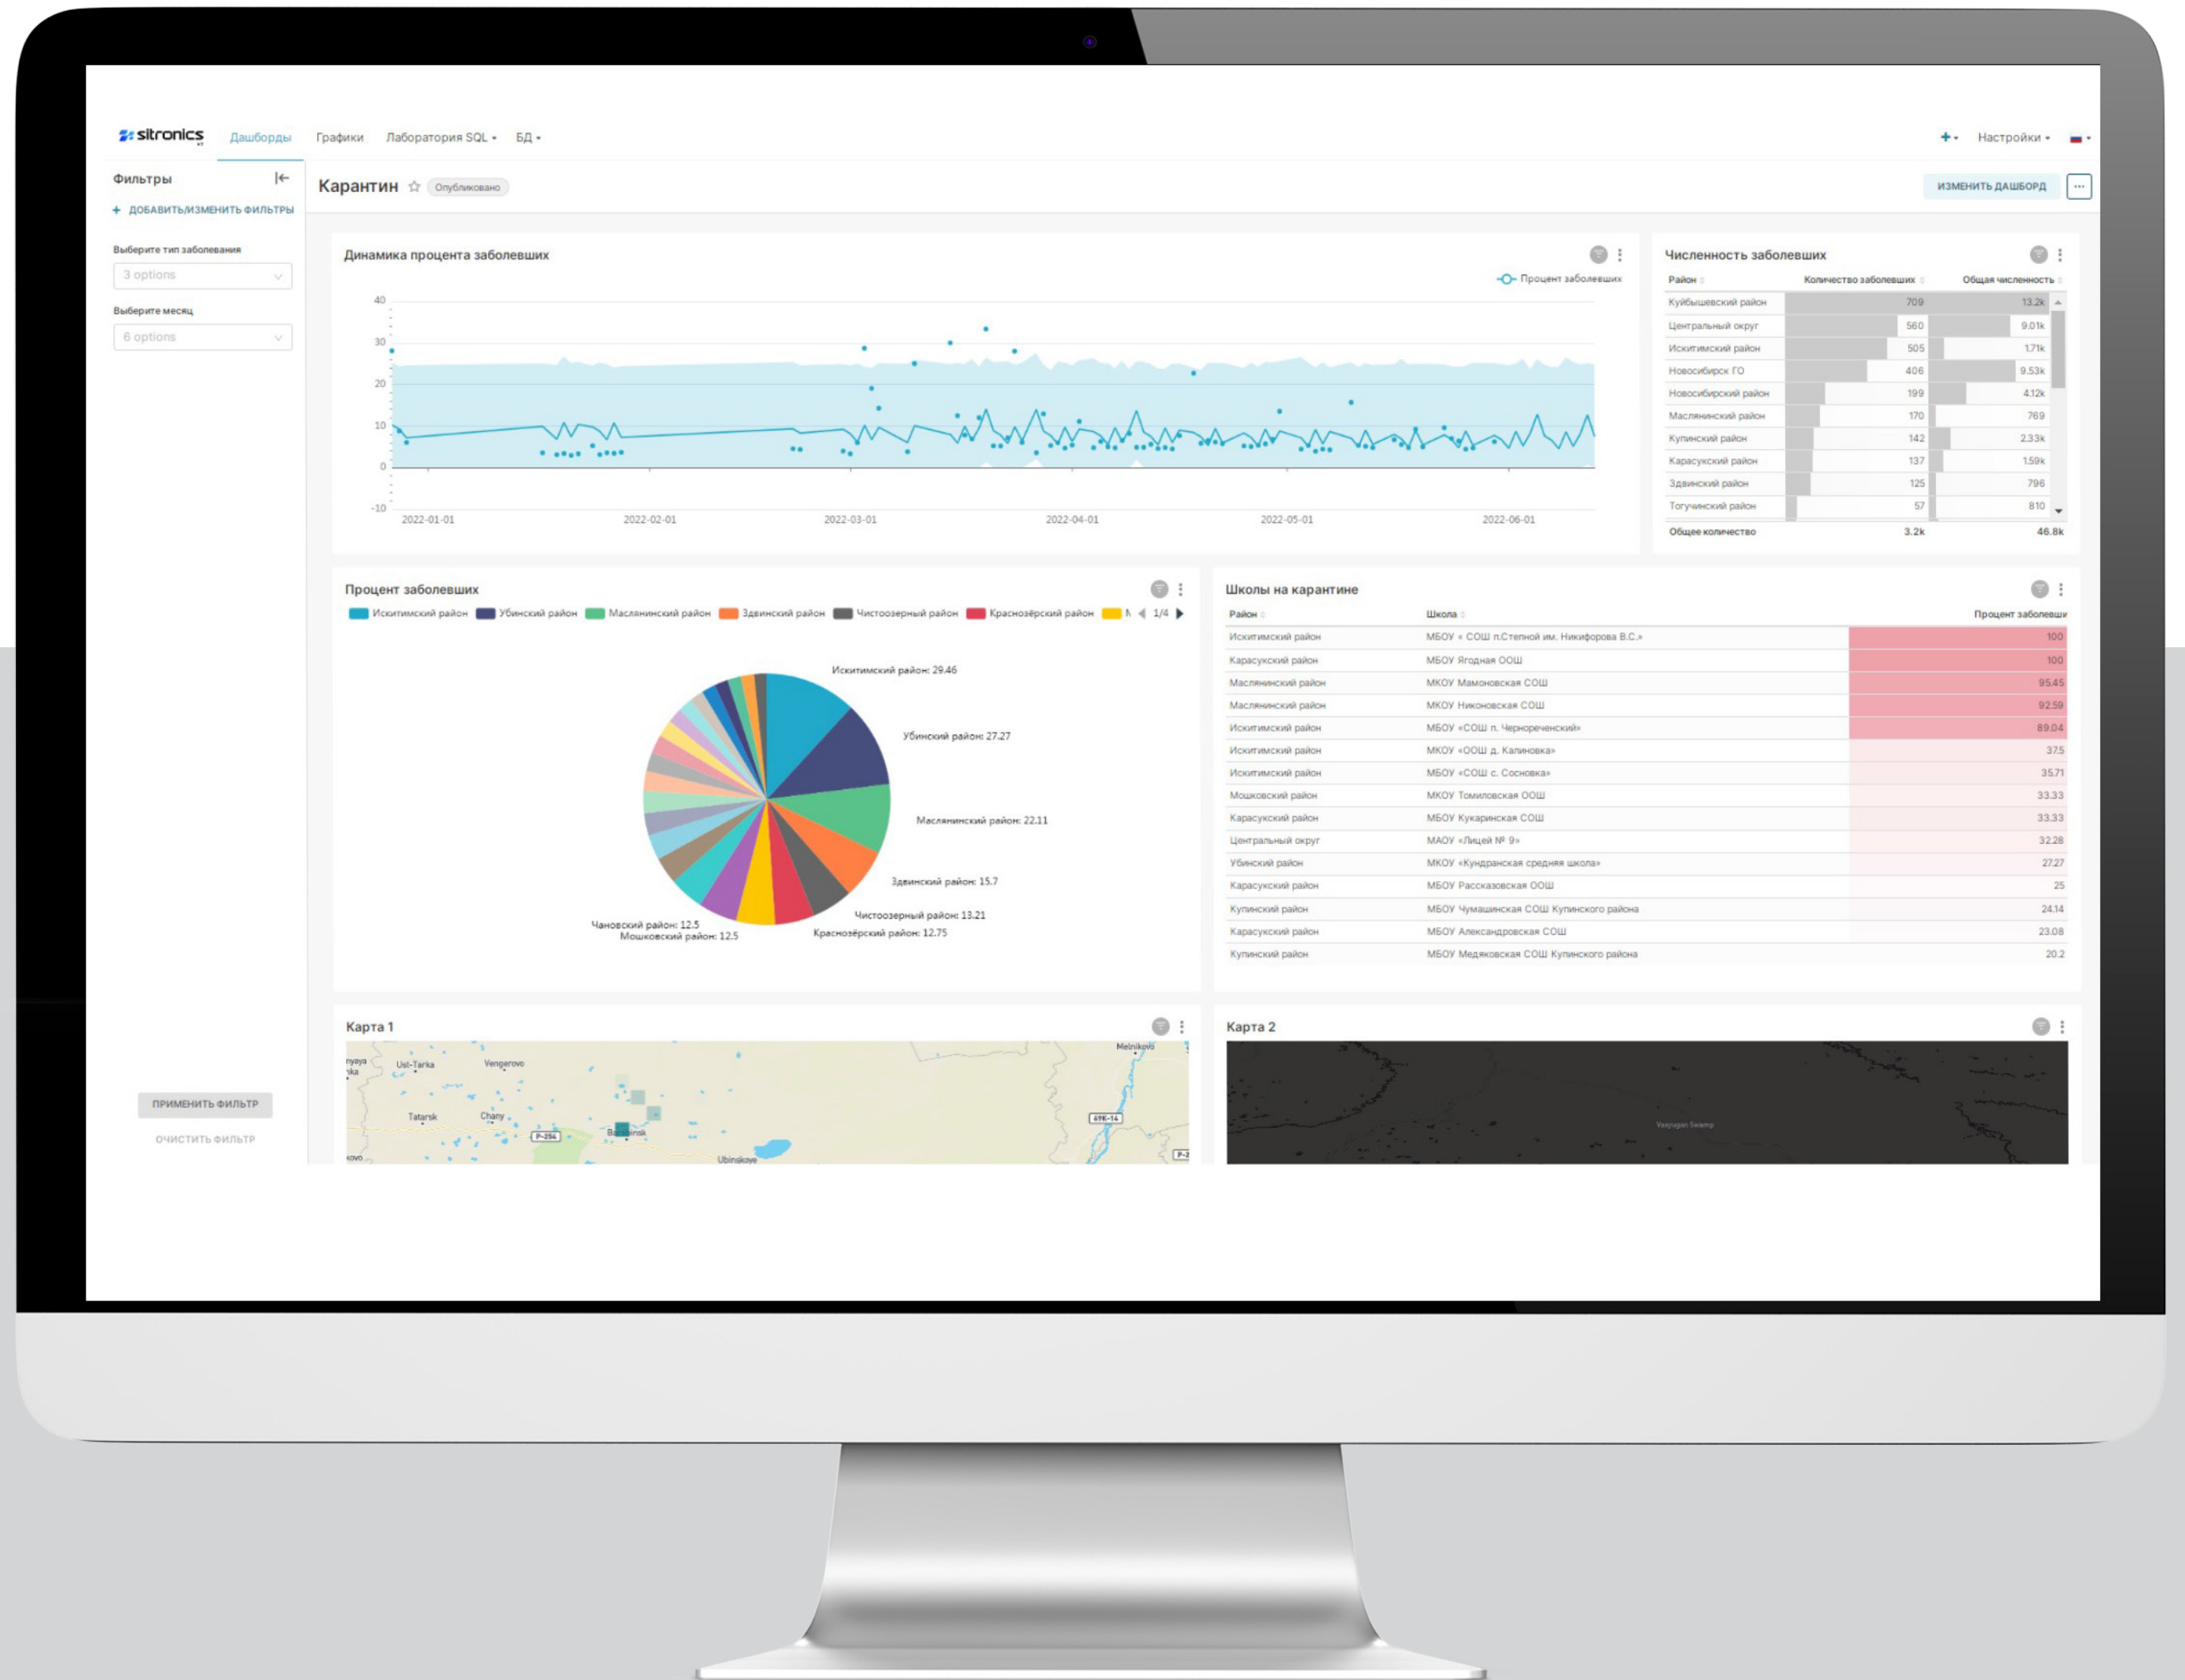 sitronics
Дашборды
Графики
Лаборатория SQL
БД
Настройки
Фильтры
+ ДОБАВИТЬ/ИЗМЕНИТЬ ФИЛЬТРЫ
Выберите тип заболевания
3 options
Выберите месяц
6 options
ПРИМЕНИТЬ ФИЛЬТР
ОЧИСТИТЬ ФИЛЬТР
Карантин
Опубликовано
ИЗМЕНИТЬ ДАШБОРД
Динамика процента заболевших
Процент заболевших
40
30
20
10
0
-10
2022-01-01 2022-02-01 2022-03-01 2022-04-01 2022-05-01 2022-06-01
Численность заболевших
Район Количество заболевших Общая численность
Куйбышевский район 709 13.2k
Центральный округ 560 9.01k
Искитимский район 505 1.71k
Новосибирск ГО 406 9.53k
Новосибирский район 199 4.12k
Маслянинский район 170 769
Купинский район 142 2.33k
Карасукский район 137 1.59k
Здвинский район 125 796
Тогучинский район 57 810
Общее количество 3.2k 46.8k
Процент заболевших
Искитимский район Убинский район Маслянинский район Здвинский район Чистоозерный район Краснозёрский район 1/4
Искитимский район: 29.46
Убинский район: 27.27
Маслянинский район: 22.11
Здвинский район: 15.7
Чистоозерный район: 13.21
Краснозёрский район: 12.75
Чановский район: 12.5
Мошковский район: 12.5
Школы на карантине
Район Школа Процент заболевши
Искитимский район МБОУ « СОШ п.Степной им. Никифорова В.С.» 100
Карасукский район МБОУ Ягодная ООШ 100
Маслянинский район МКОУ Мамоновская СОШ 95.45
Маслянинский район МКОУ Никоновская СОШ 92.59
Искитимский район МБОУ «СОШ п. Чернореченский» 89.04
Искитимский район МКОУ «ООШ д. Калиновка» 37.5
Искитимский район МБОУ «СОШ с. Сосновка» 35.71
Мошковский район МКОУ Томиловская ООШ 33.33
Карасукский район МБОУ Кукаринская СОШ 33.33
Центральный округ МАОУ «Лицей № 9» 32.28
Убинский район МКОУ «Кундранская средняя школа» 27.27
Карасукский район МБОУ Рассказовская ООШ 25
Купинский район МБОУ Чумашинская СОШ Купинского района 24.14
Карасукский район МБОУ Александровская СОШ 23.08
Купинский район МБОУ Медяковская СОШ Купинского района 20.2
Карта 1
Melnikovo
Ust-Tarka
Vengerovo
Tatarsk
Chany
P-254
69K-14
Ubinskoye
Карта 2
Vasyugan Swamp